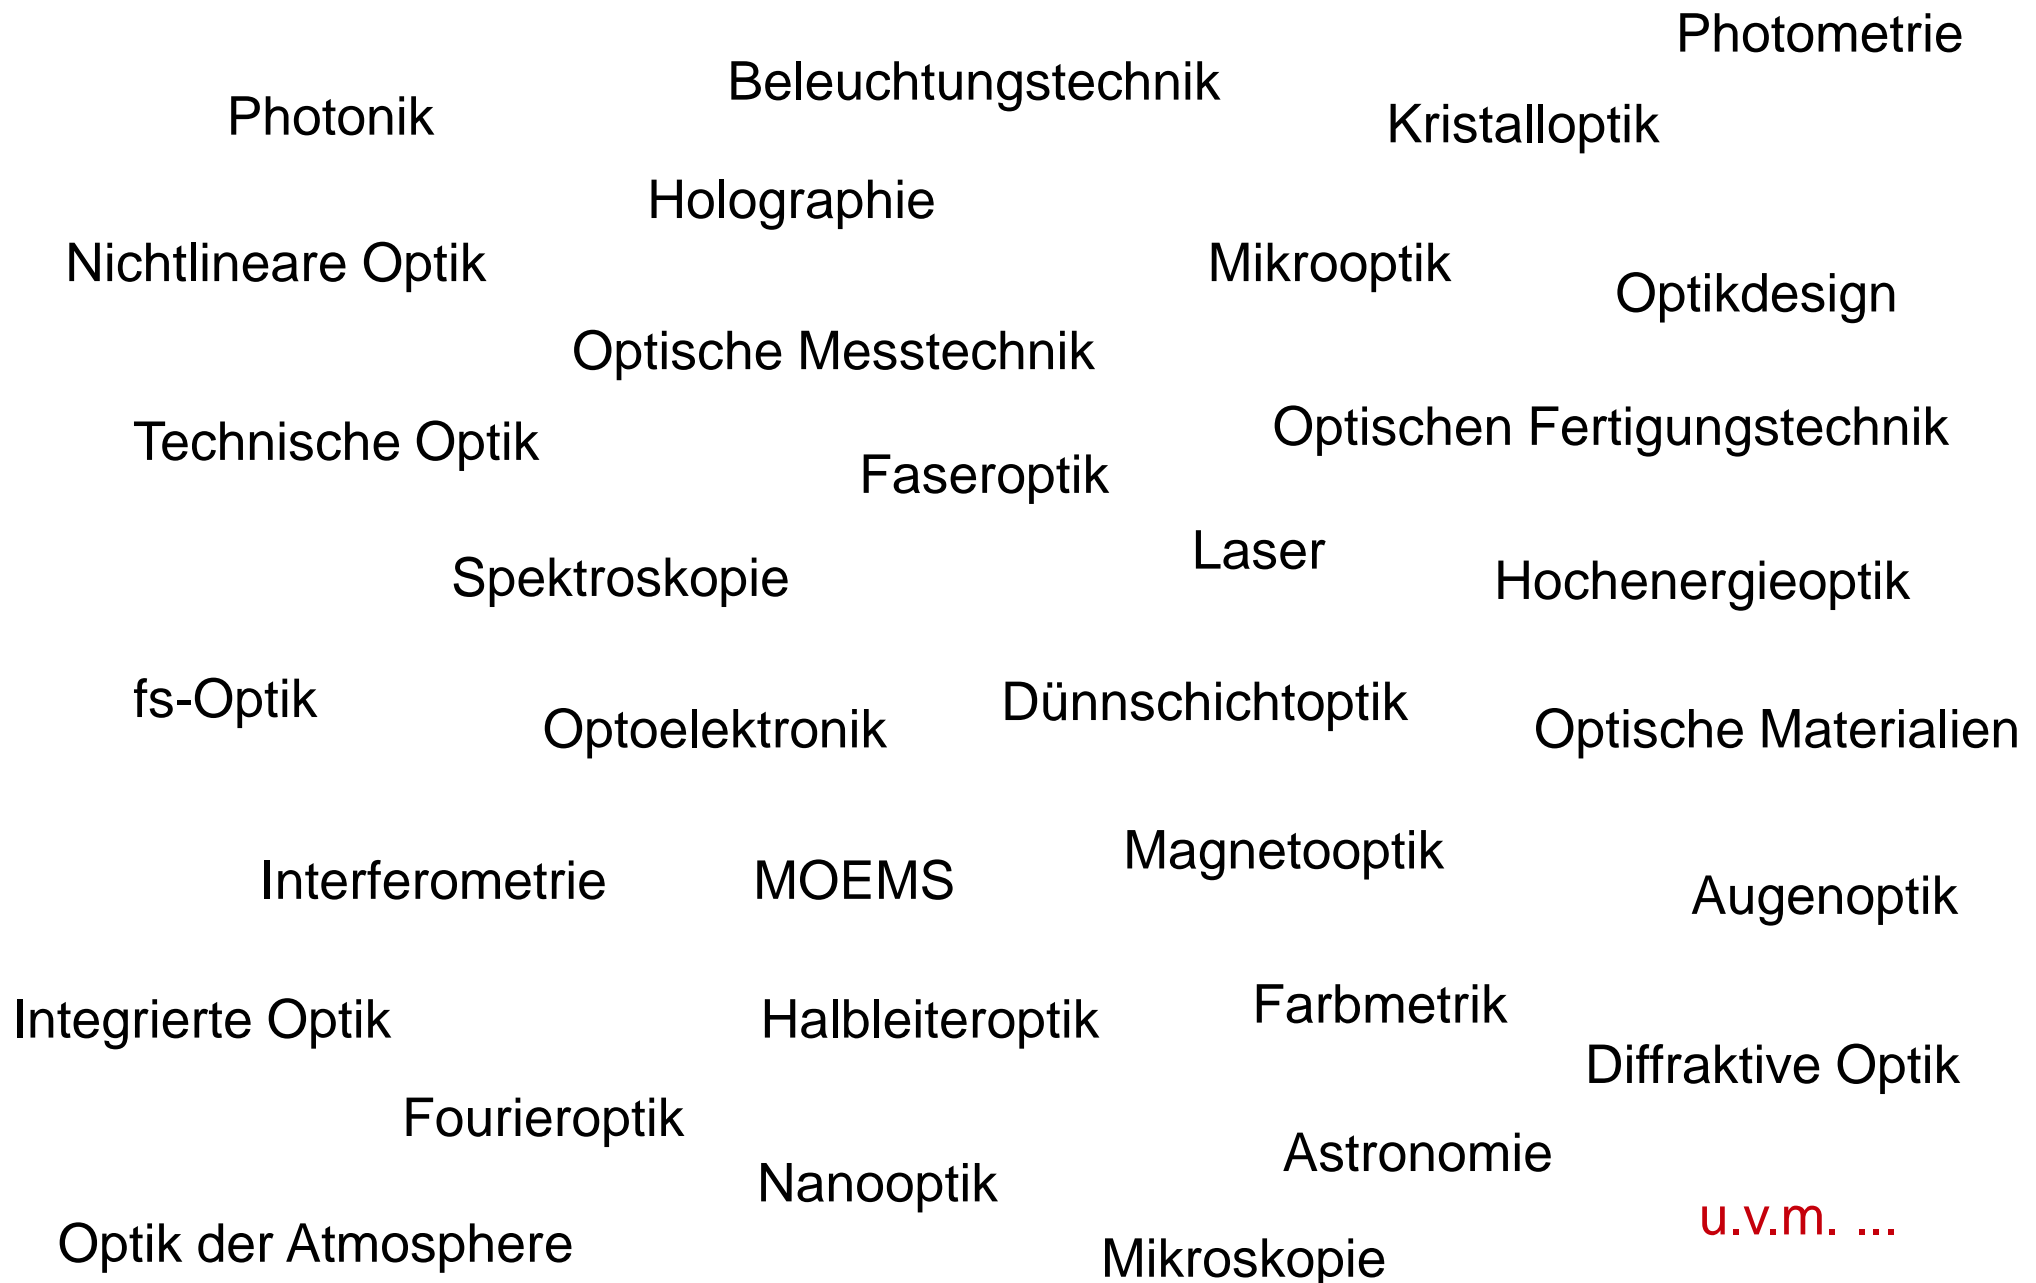 Photometrie
Beleuchtungstechnik
Photonik
Kristalloptik
Holographie
Nichtlineare Optik
Mikrooptik
Optikdesign
Optische Messtechnik
Technische Optik
Optischen Fertigungstechnik
Faseroptik
Laser
Spektroskopie
Hochenergieoptik
fs-Optik
Optoelektronik
Dünnschichtoptik
Optische Materialien
Interferometrie
MOEMS
Magnetooptik
Augenoptik
Integrierte Optik
Halbleiteroptik
Farbmetrik
Diffraktive Optik
Fourieroptik
Nanooptik
Astronomie
u.v.m. ...
Optik der Atmosphere
Mikroskopie